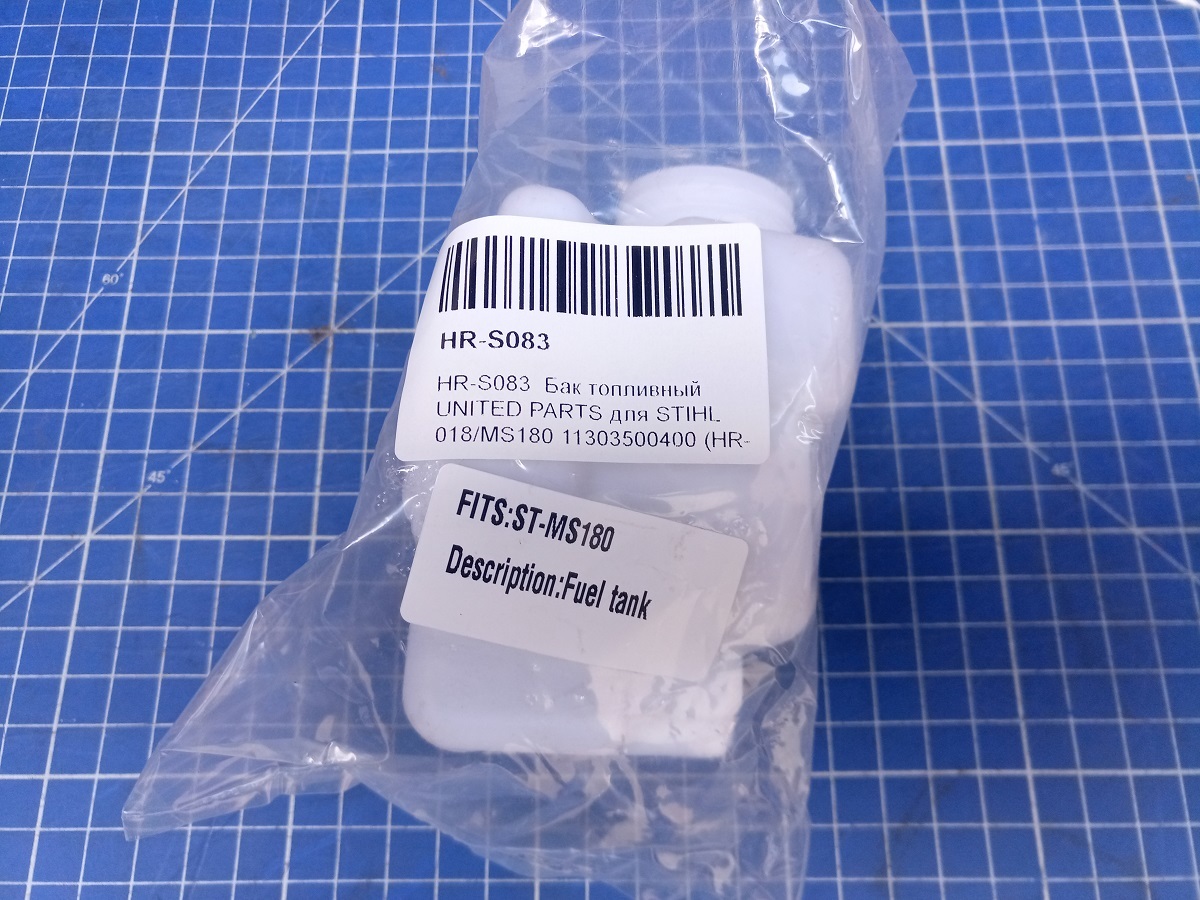 60°
HR-S083
HR-S083 Бак топливный
UNITED PARTS для STIHL
018/MS180 11303500400 (HR-
45°
45°
FITS:ST-MS180
Description:Fuel tank